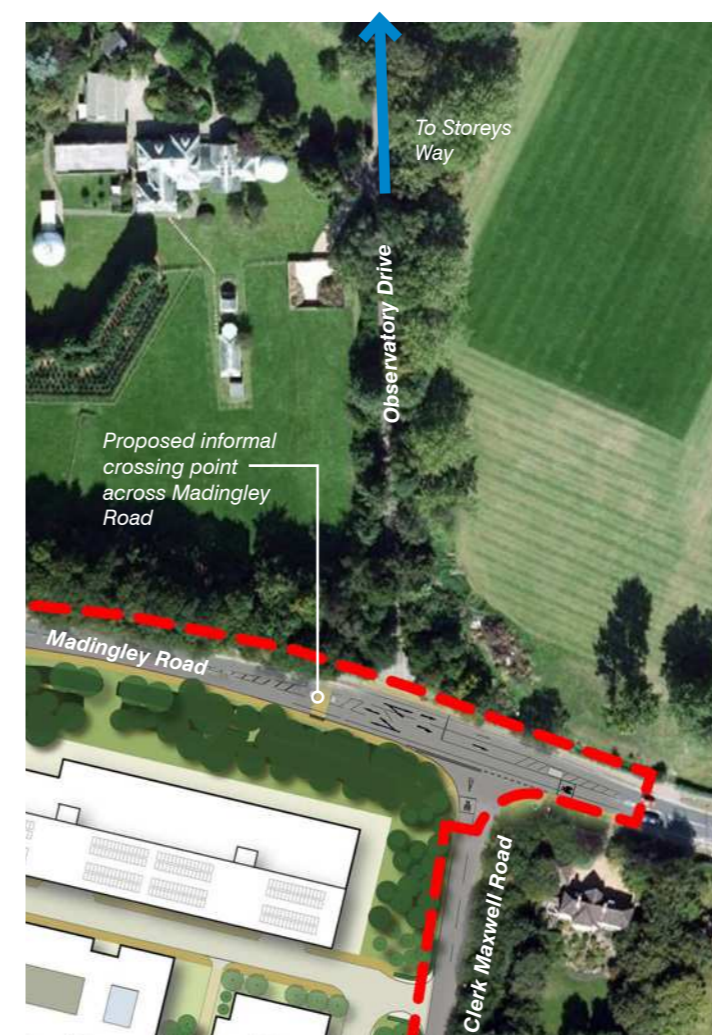 To Storeys
Way
Observatory Drive
Proposed informal
crossing point
across Madingley
Road
Madingley Road
Clerk Maxwell Road